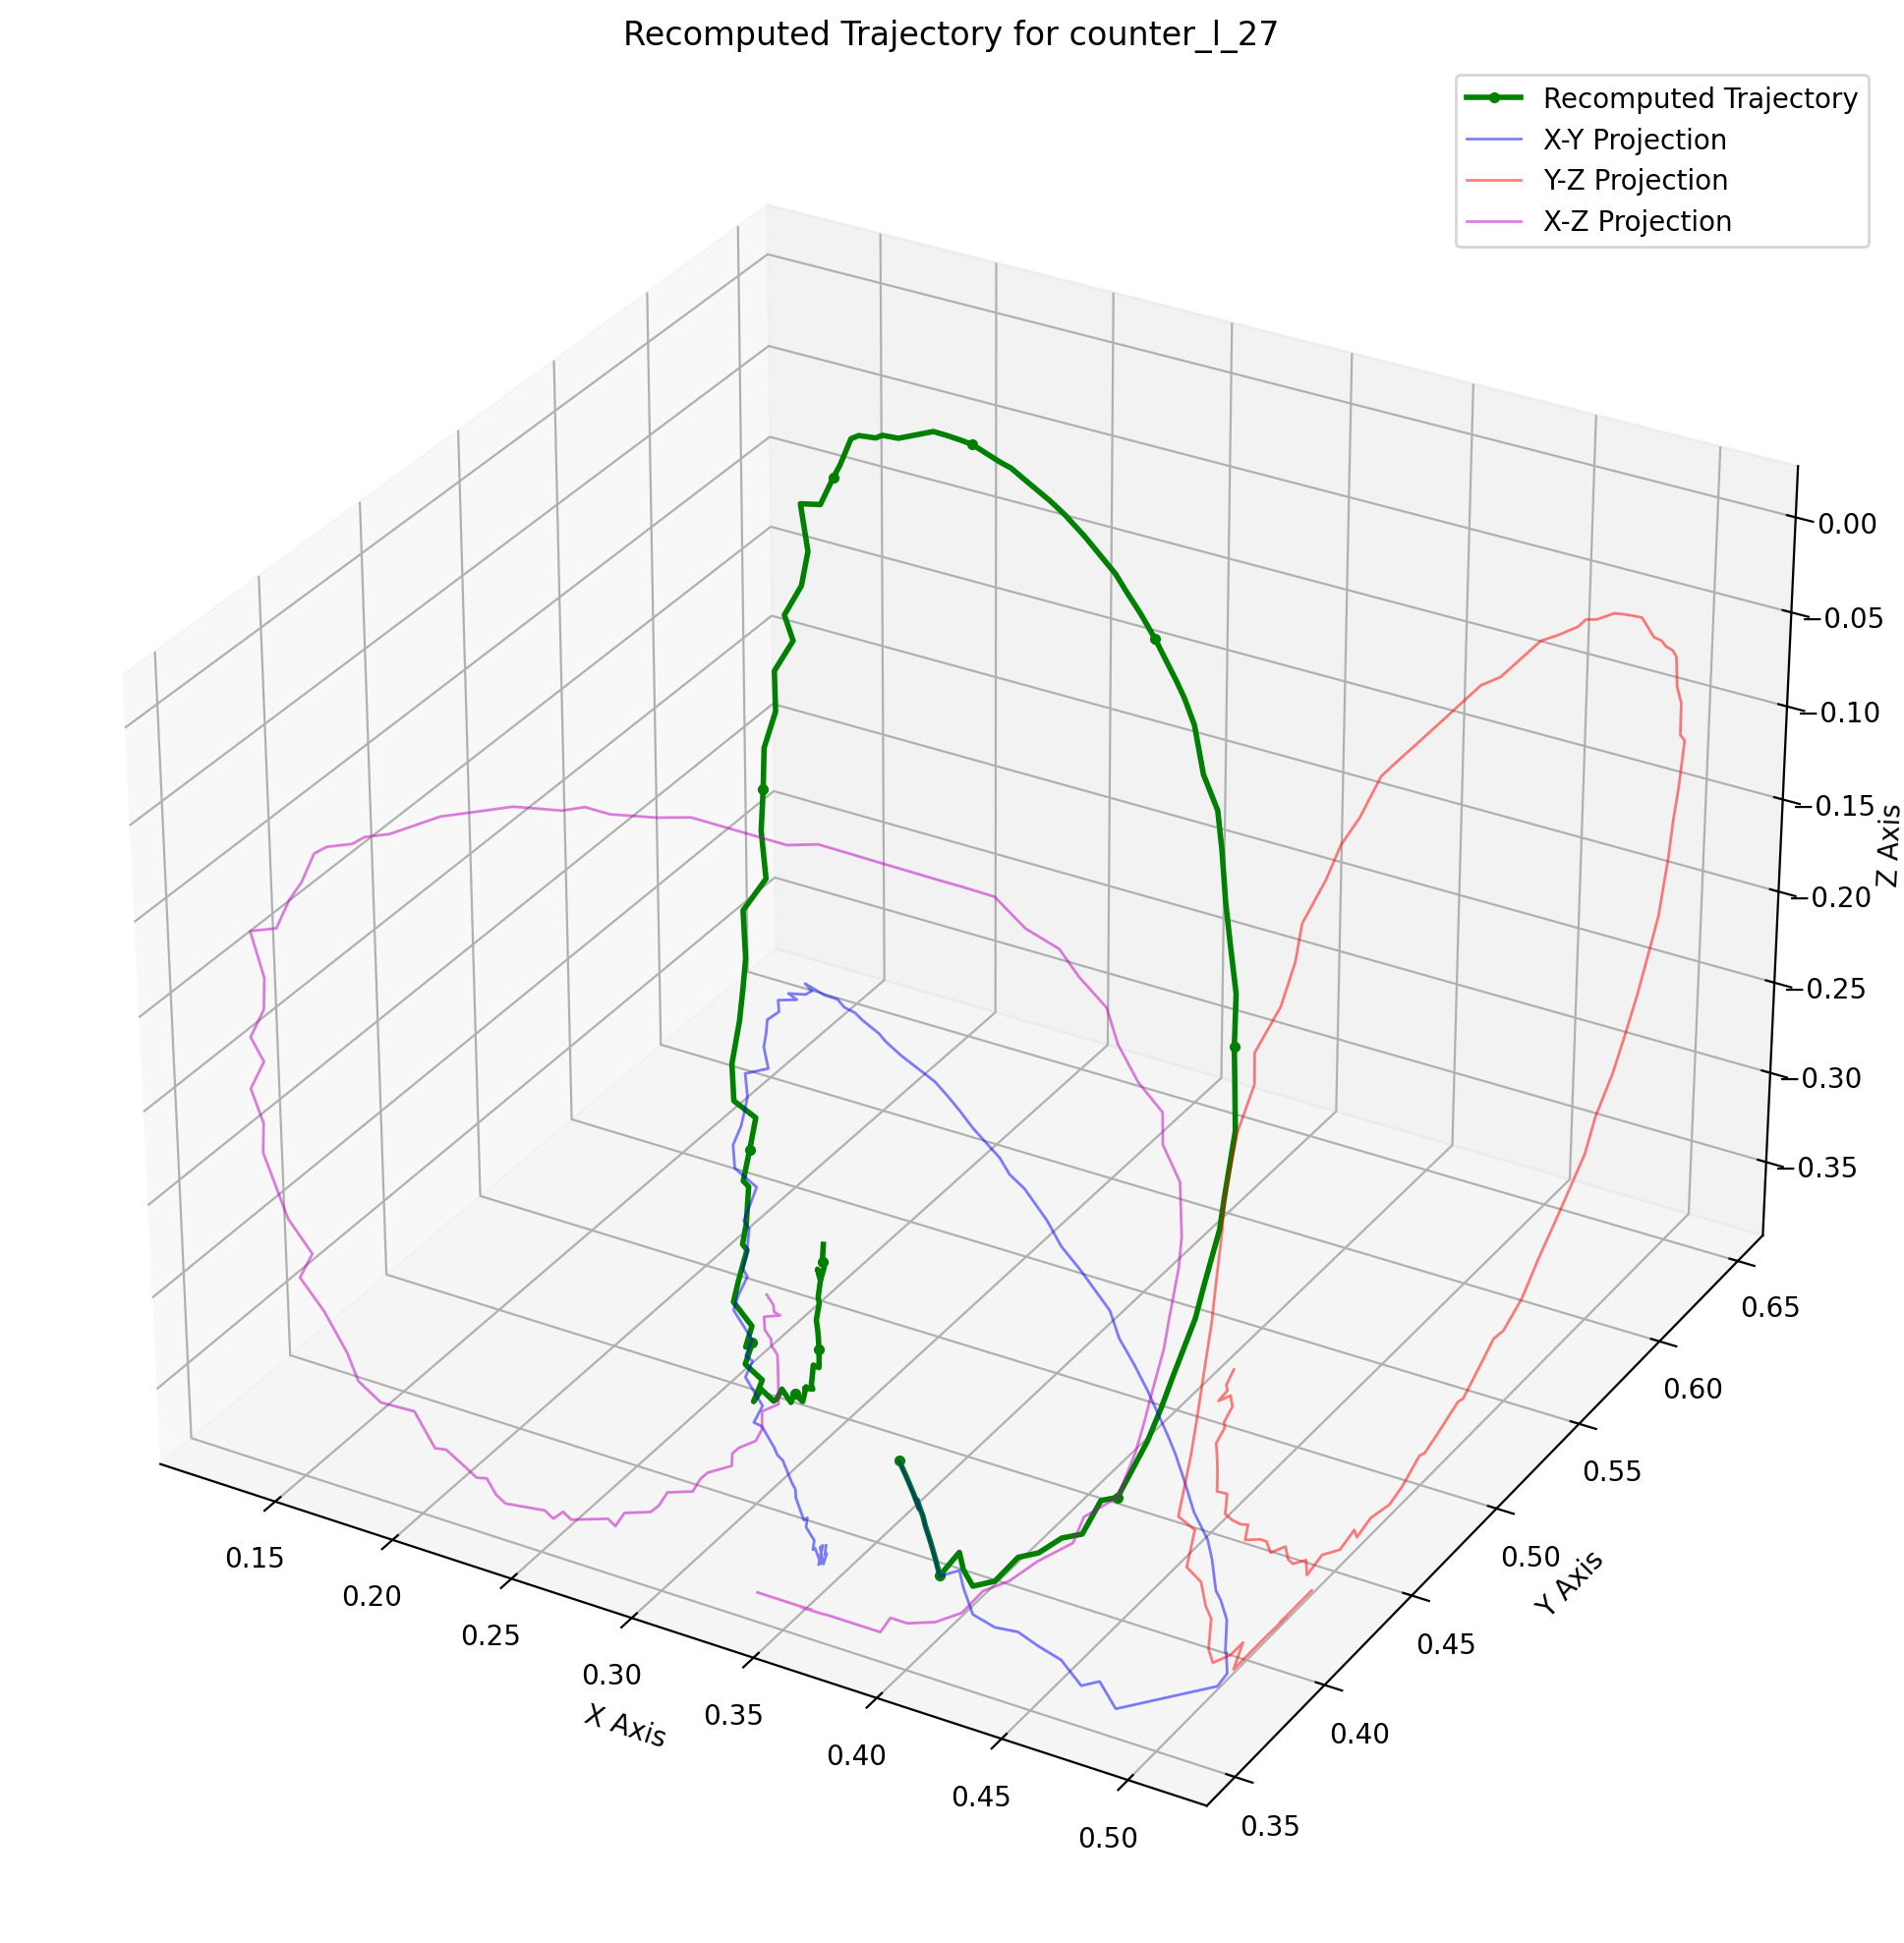 Recomputed Trajectory for counter_l_27
Recomputed Trajectory
X-Y Projection
Y-Z Projection
X-Z Projection
0.00
−0.05
−0.10
−0.15
−0.20
−0.25
−0.30
−0.35
Z Axis
0.65
0.60
0.55
0.50
0.45
0.40
0.35
Y Axis
0.15
0.20
0.25
0.30
0.35
0.40
0.45
0.50
X Axis